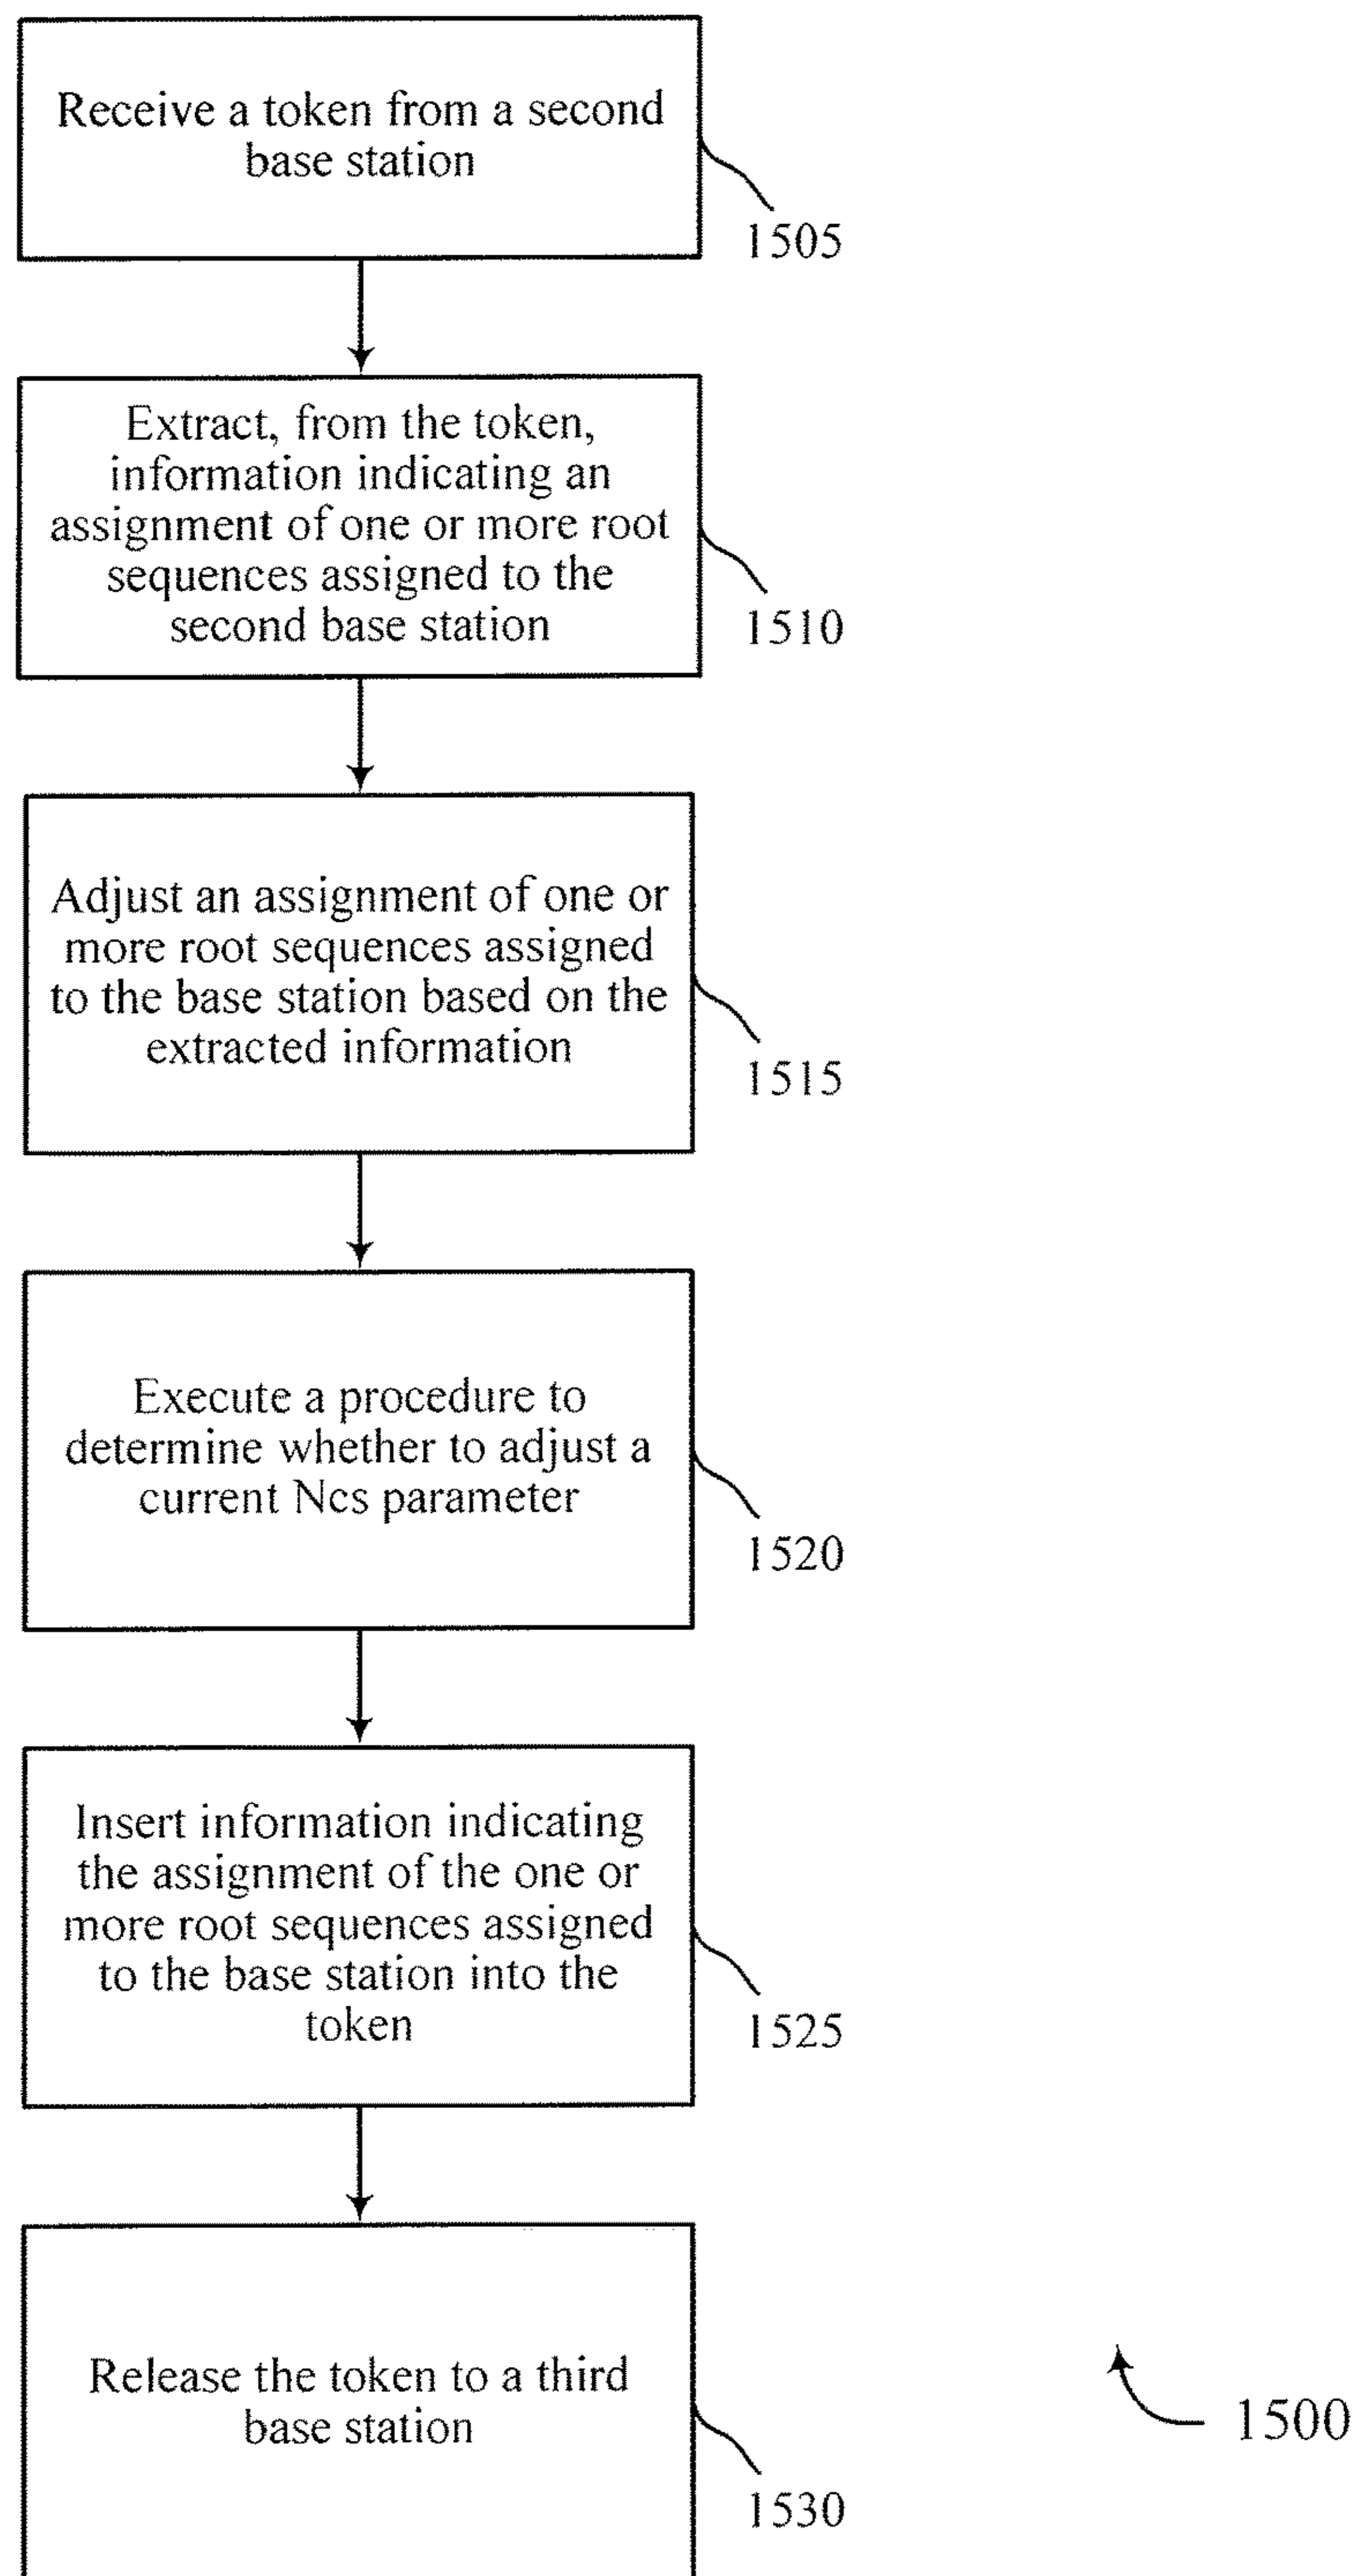 Receive a token from a second
base station
1505
Extract, from the token,
information indicating an
assignment of one or more root
sequences assigned to the
second base station
1510
Adjust an assignment of one or
more root sequences assigned
to the base station based on the
extracted information
1515
Execute a procedure to
determine whether to adjust a
current Ncs parameter
1520
Insert information indicating
the assignment of the one or
more root sequences assigned
to the base station into the
token
1525
Release the token to a third
base station
1530
1500